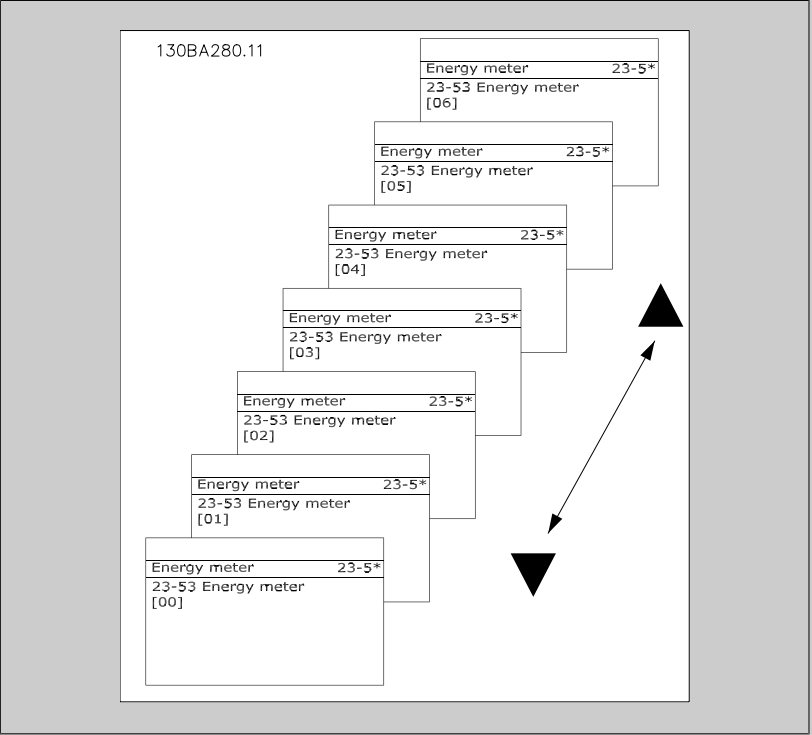 130BA280.11
Energy meter 23-5*
23-53 Energy meter
[06]
Energy meter 23-5*
23-53 Energy meter
[05]
Energy meter 23-5*
23-53 Energy meter
[04]
Energy meter 23-5*
23-53 Energy meter
[03]
Energy meter 23-5*
23-53 Energy meter
[02]
Energy meter 23-5*
23-53 Energy meter
[01]
Energy meter 23-5*
23-53 Energy meter
[00]